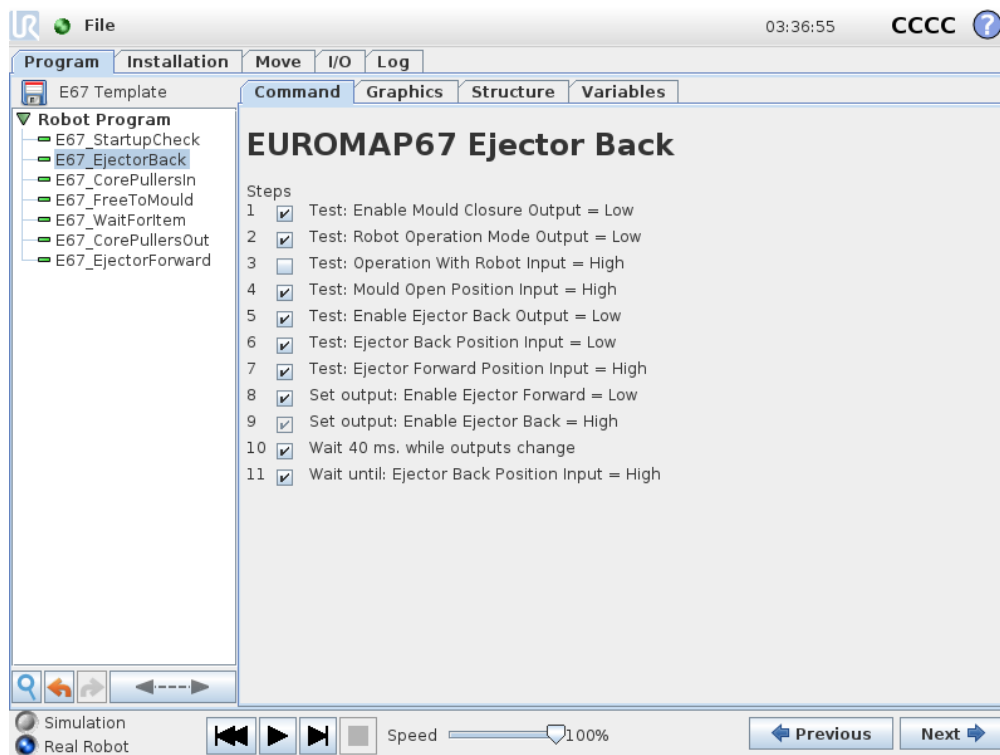 UR File 03:36:55 CCCC ?
Program Installation Move I/O Log
E67 Template Command Graphics Structure Variables
Robot Program
E67_StartupCheck
E67_EjectorBack
E67_CorePullersIn
E67_FreeToMould
E67_WaitForItem
E67_CorePullersOut
E67_EjectorForward
EUROMAP67 Ejector Back
Steps
1 Test: Enable Mould Closure Output = Low
2 Test: Robot Operation Mode Output = Low
3 Test: Operation With Robot Input = High
4 Test: Mould Open Position Input = High
5 Test: Enable Ejector Back Output = Low
6 Test: Ejector Back Position Input = Low
7 Test: Ejector Forward Position Input = High
8 Set output: Enable Ejector Forward = Low
9 Set output: Enable Ejector Back = High
10 Wait 40 ms. while outputs change
11 Wait until: Ejector Back Position Input = High
Simulation
Real Robot
Speed 100%
Previous Next